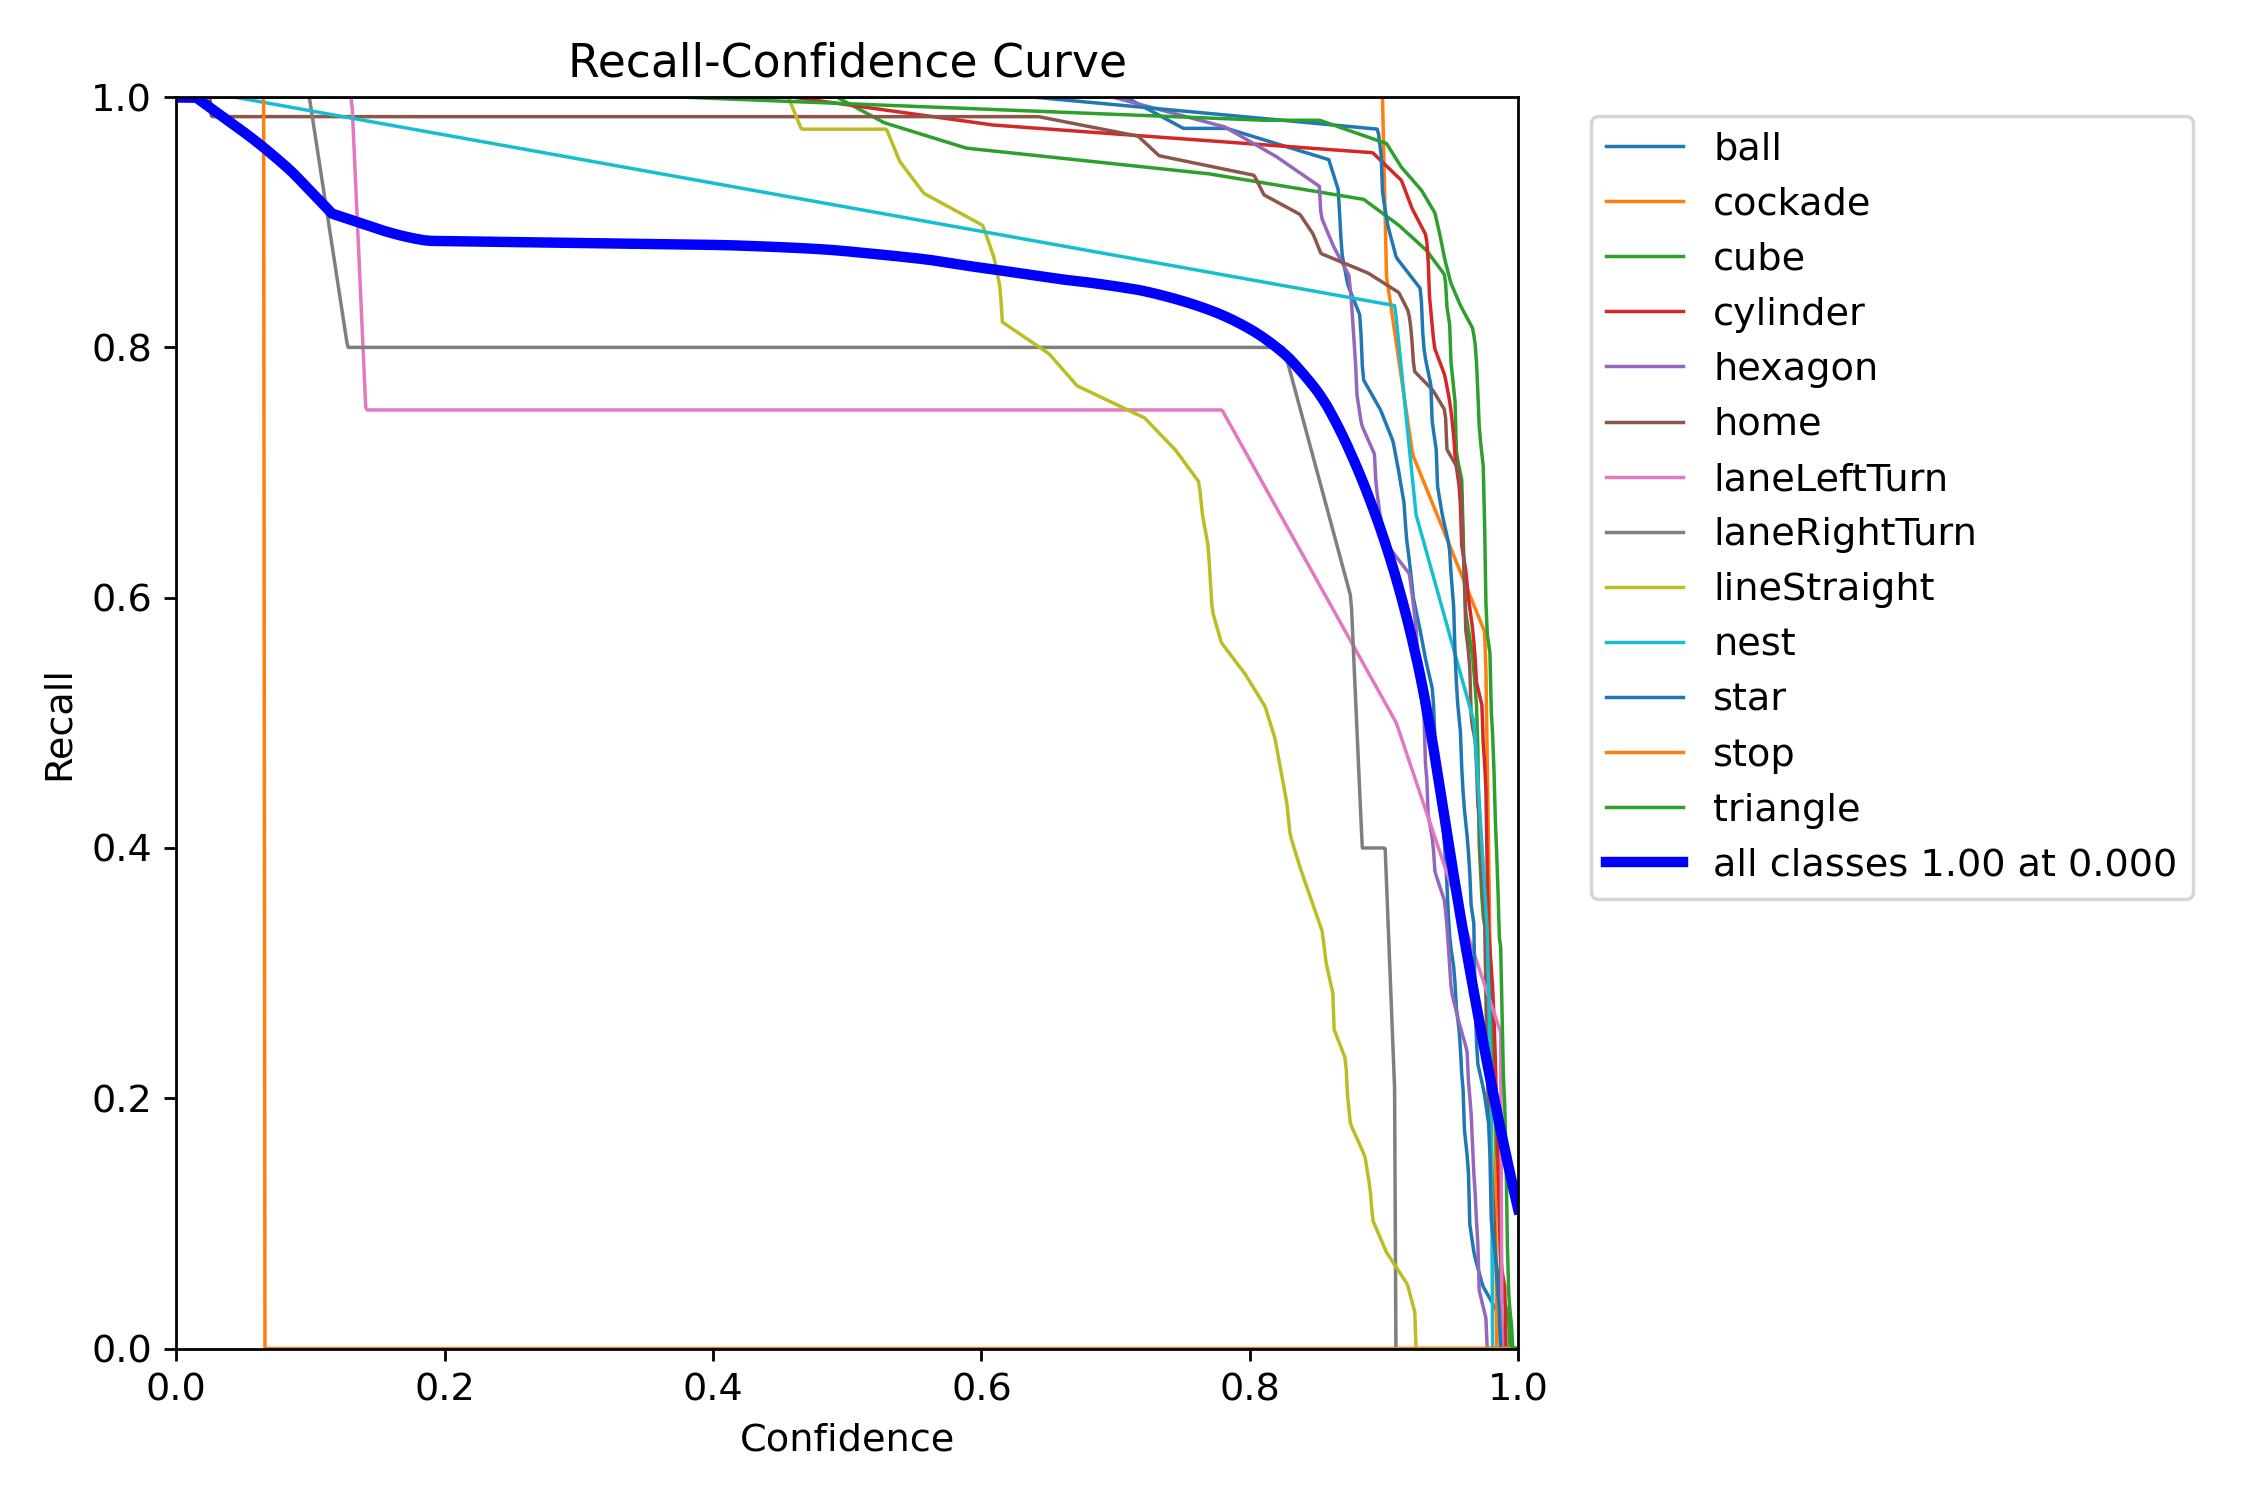 Recall-Confidence Curve
1.0
0.8
0.6
0.4
0.2
0.0
Recall
0.0 0.2 0.4 0.6 0.8 1.0
Confidence
ball
cockade
cube
cylinder
hexagon
home
laneLeftTurn
laneRightTurn
lineStraight
nest
star
stop
triangle
all classes 1.00 at 0.000